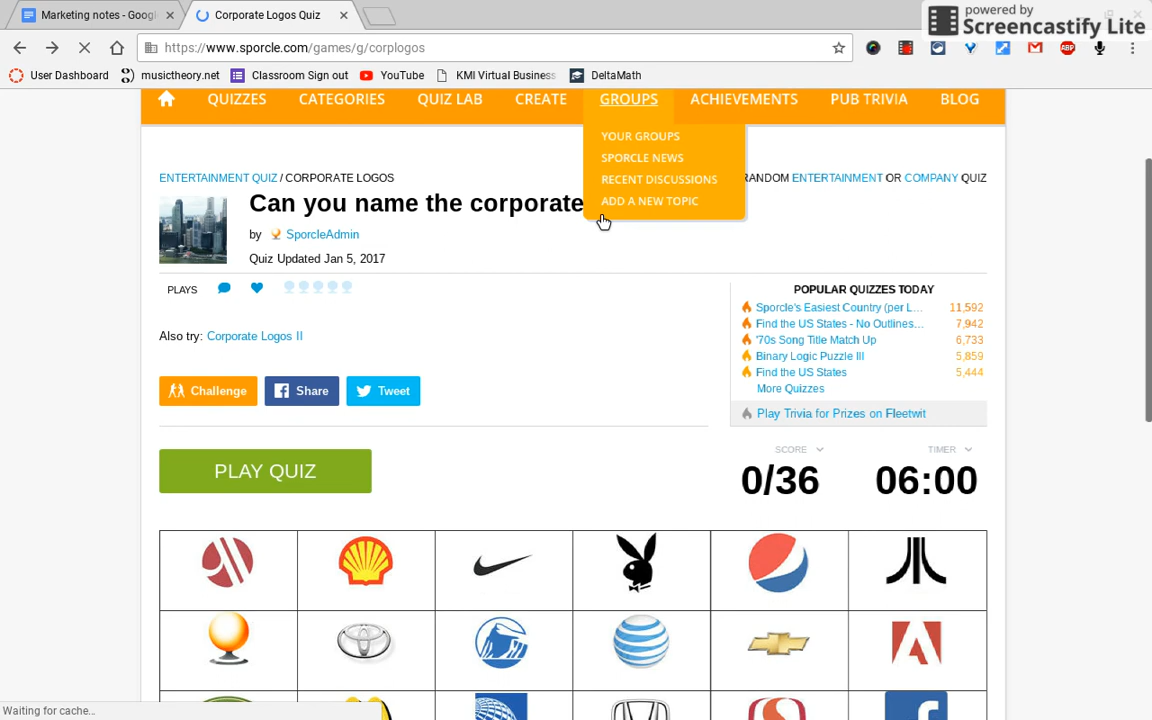 Marketing notes - Googl
Corporate Logos Quiz
powered by
Screencastify Lite
https://www.sporcle.com/games/g/corplogos
ABP
User Dashboard
musictheory.net
Classroom Sign out
YouTube
KMI Virtual Business
DeltaMath
QUIZZES
CATEGORIES
QUIZ LAB
CREATE
GROUPS
ACHIEVEMENTS
PUB TRIVIA
BLOG
YOUR GROUPS
SPORCLE NEWS
RECENT DISCUSSIONS
ADD A NEW TOPIC
ENTERTAINMENT QUIZ / CORPORATE LOGOS
RANDOM ENTERTAINMENT OR COMPANY QUIZ
Can you name the corporate
by SporcleAdmin
Quiz Updated Jan 5, 2017
PLAYS
Also try: Corporate Logos II
Challenge
Share
Tweet
POPULAR QUIZZES TODAY
Sporcle's Easiest Country (per L… 11,592
Find the US States - No Outlines… 7,942
'70s Song Title Match Up 6,733
Binary Logic Puzzle III 5,859
Find the US States 5,444
More Quizzes
Play Trivia for Prizes on Fleetwit
PLAY QUIZ
SCORE
0/36
TIMER
06:00
Waiting for cache…